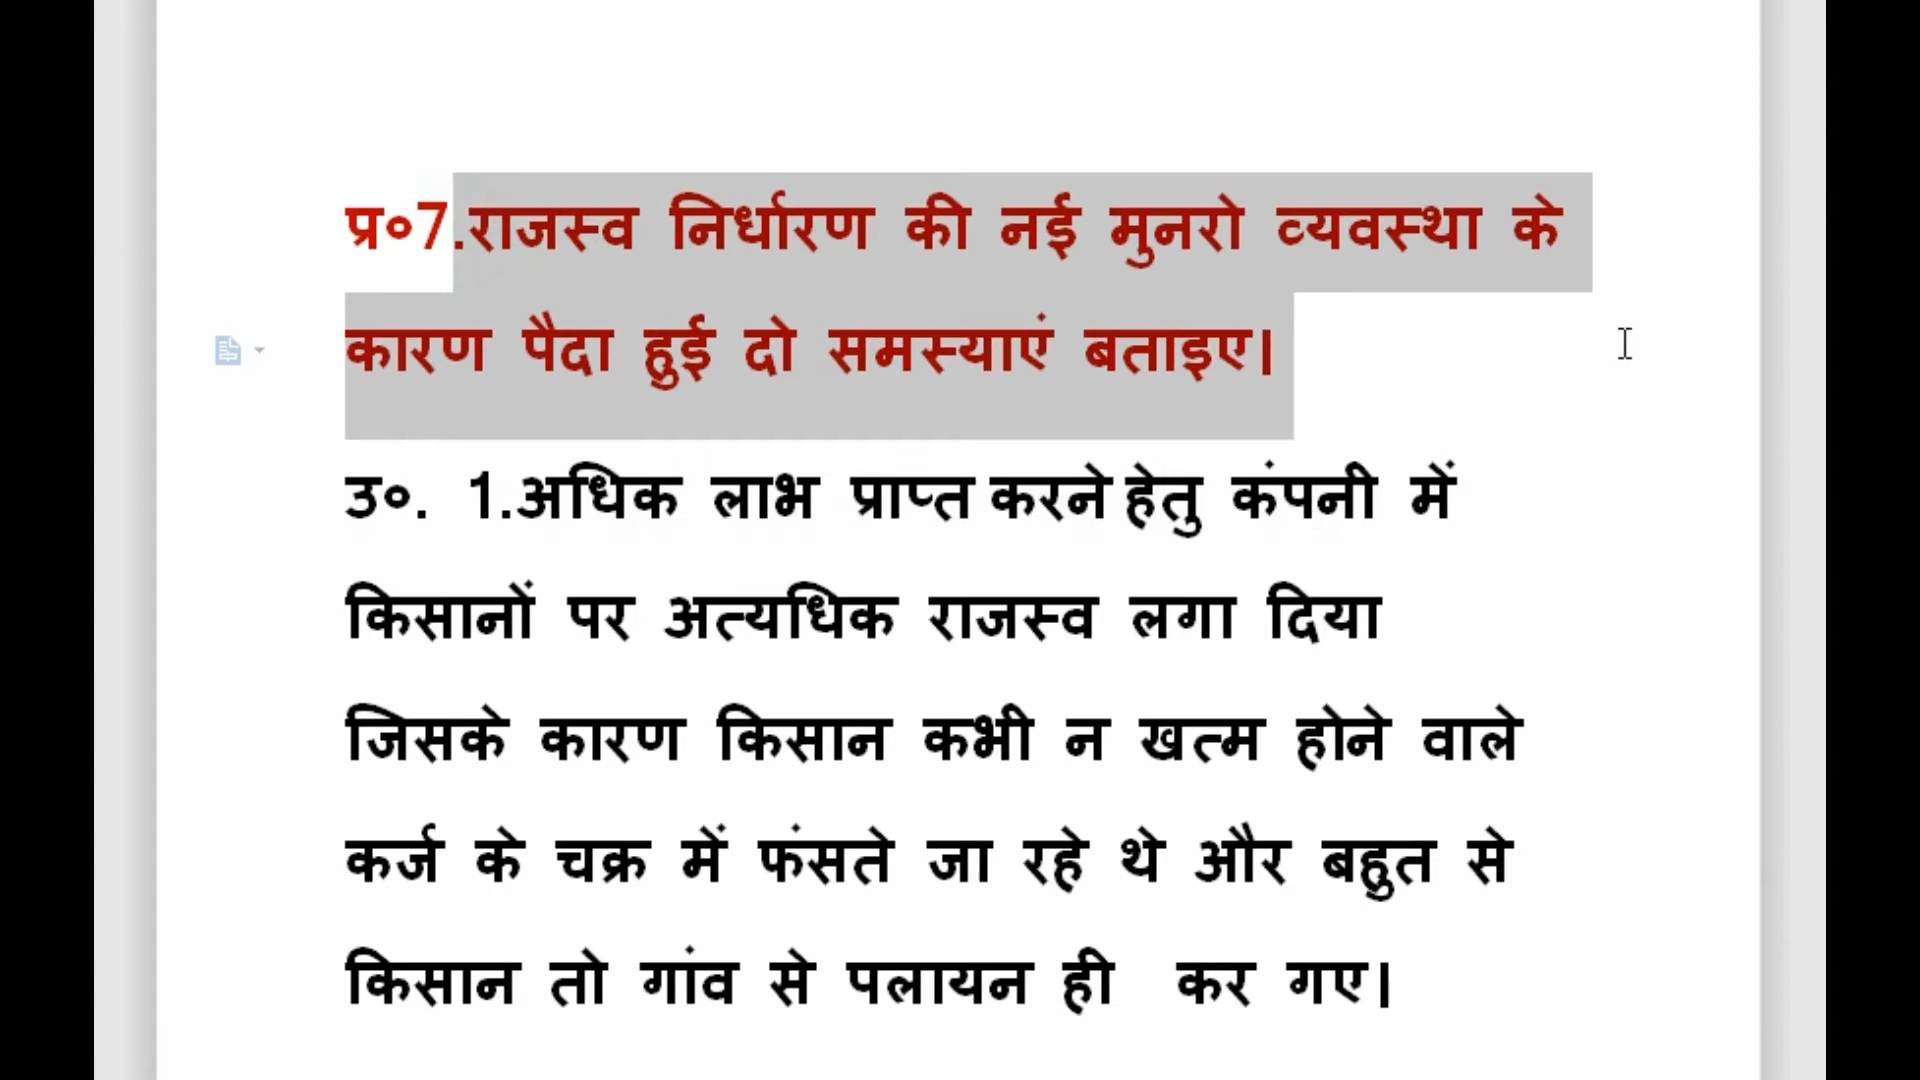 प्र०7.राजस्व निर्धारण की नई मुनरो व्यवस्था के
कारण पैदा हुई दो समस्याएं बताइए।
उ०. 1.अधिक लाभ प्राप्त करने हेतु कंपनी में
किसानों पर अत्यधिक राजस्व लगा दिया
जिसके कारण किसान कभी न खत्म होने वाले
कर्ज के चक्र में फंसते जा रहे थे और बहुत से
किसान तो गांव से पलायन ही कर गए।